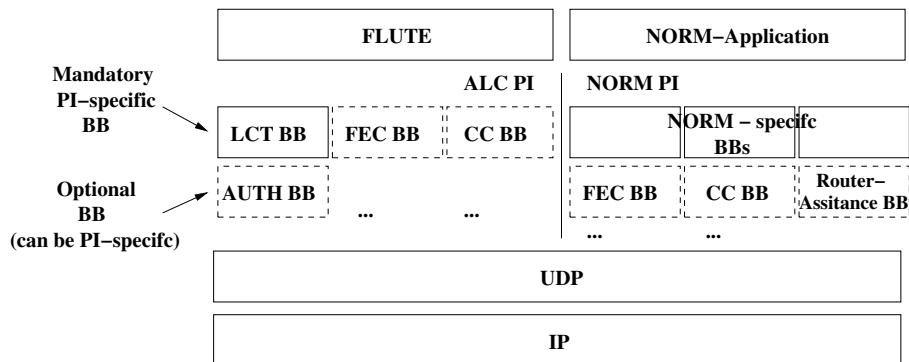 FLUTE
NORM–Application
Mandatory
PI–specific
BB
ALC PI
NORM PI
LCT BB
FEC BB
CC BB
NORM – specifc
BBs
Optional
BB
(can be PI–specifc)
AUTH BB
...
...
FEC BB
CC BB
Router–
Assitance BB
...
...
UDP
IP